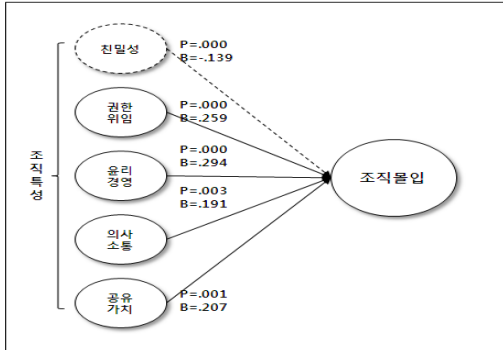 친밀성
P=.000
B=-.139
권한
위임
P=.000
B=.259
조직특성
윤리
경영
P=.000
B=.294
조직몰입
의사
소통
P=.003
B=.191
공유
가치
P=.001
B=.207